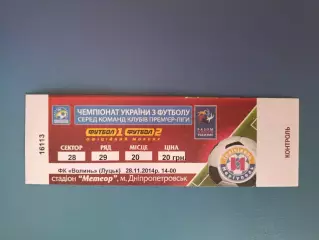 ЧЕМПІОНАТ УКРАЇНИ З ФУТБОЛУ
СЕРЕД КОМАНД КЛУБІВ ПРЕМ'ЄР-ЛІГИ
ФУТБОЛ 1 ФУТБОЛ 2
16113
СЕКТОР РЯД МІСЦЕ ЦІНА
28 29 20 20 грн
ФК «Волинь» (Луцьк) 28.11.2014р. 14-00
стадіон "Метеор", м. Дніпропетровськ
КОНТРОЛЬ